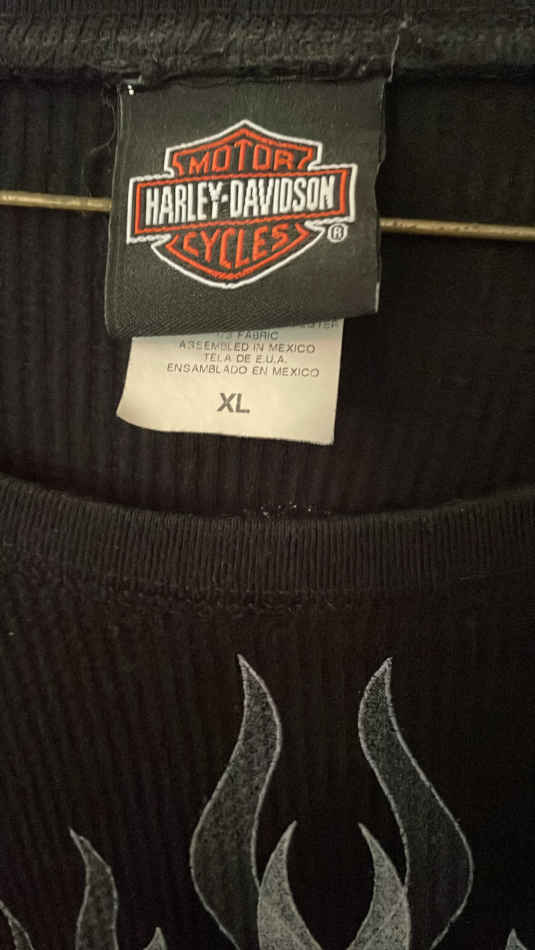 MOTOR
HARLEY-DAVIDSON
CYCLES ®
FABRIC
ASSEMBLED IN MEXICO
TELA DE E.U.A.
ENSAMBLADO EN MEXICO
XL